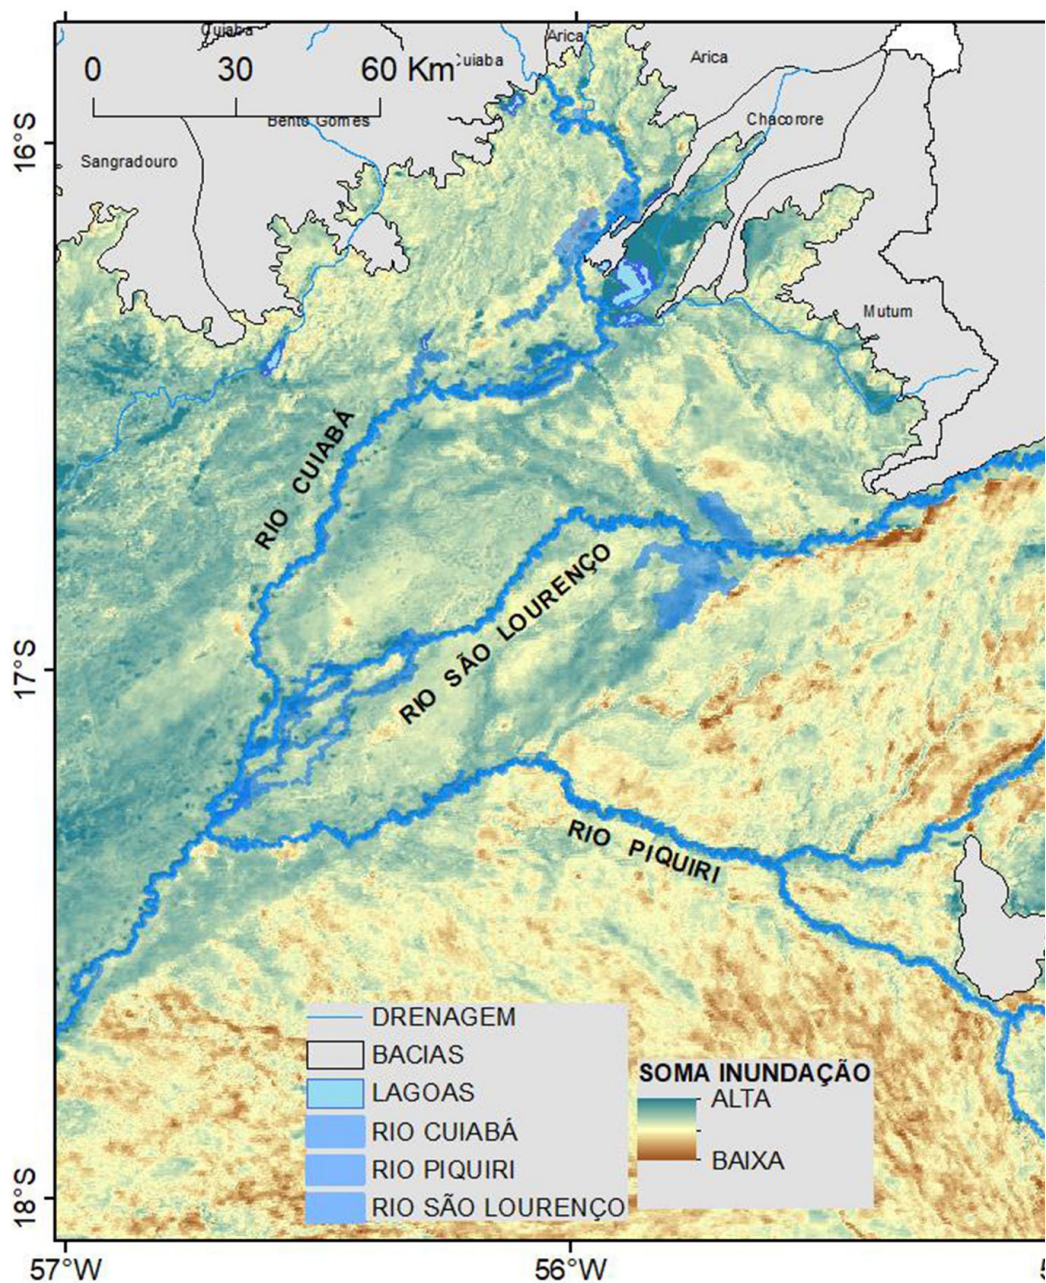 Cuiaba
Arica
0 30 60 Km
Cuiaba
Arica
Bento Gomes
Chacorore
16°S
Sangradouro
Mutum
RIO CUIABÁ
RIO SÃO LOURENÇO
17°S
RIO PIQUIRI
DRENAGEM
BACIAS
LAGOAS
RIO CUIABÁ
RIO PIQUIRI
RIO SÃO LOURENÇO
SOMA INUNDAÇÃO
ALTA
BAIXA
18°S
57°W 56°W